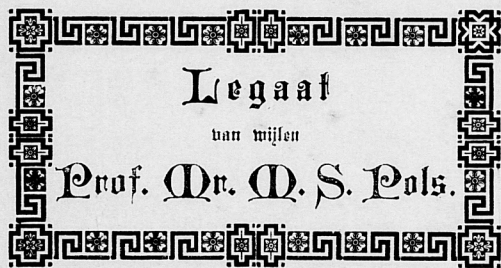 Legaat
van wijlen
Prof. Mr. M. S. Pols.